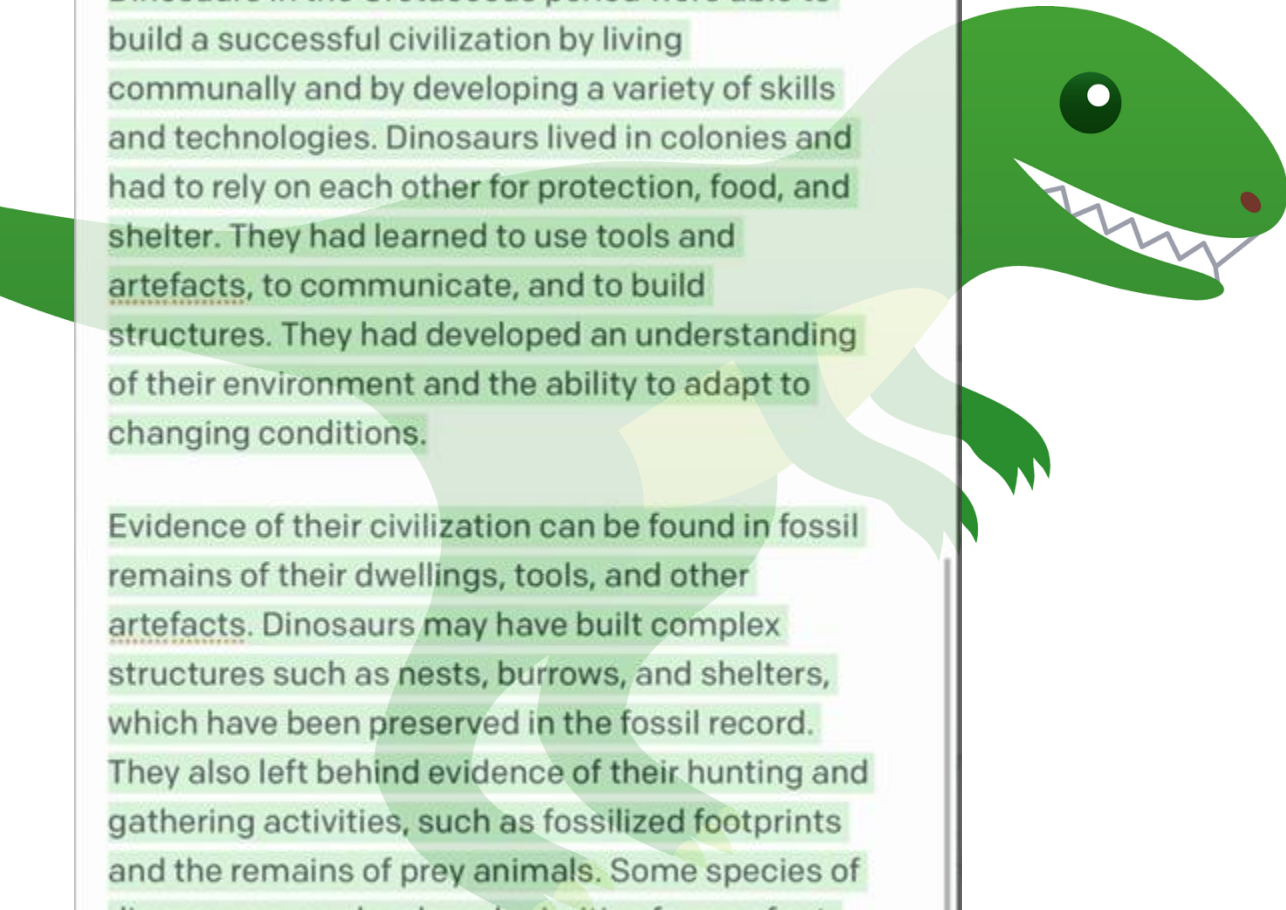 build a successful civilization by living
communally and by developing a variety of skills
and technologies. Dinosaurs lived in colonies and
had to rely on each other for protection, food, and
shelter. They had learned to use tools and
artefacts, to communicate, and to build
structures. They had developed an understanding
of their environment and the ability to adapt to
changing conditions.
Evidence of their civilization can be found in fossil
remains of their dwellings, tools, and other
artefacts. Dinosaurs may have built complex
structures such as nests, burrows, and shelters,
which have been preserved in the fossil record.
They also left behind evidence of their hunting and
gathering activities, such as fossilized footprints
and the remains of prey animals. Some species of